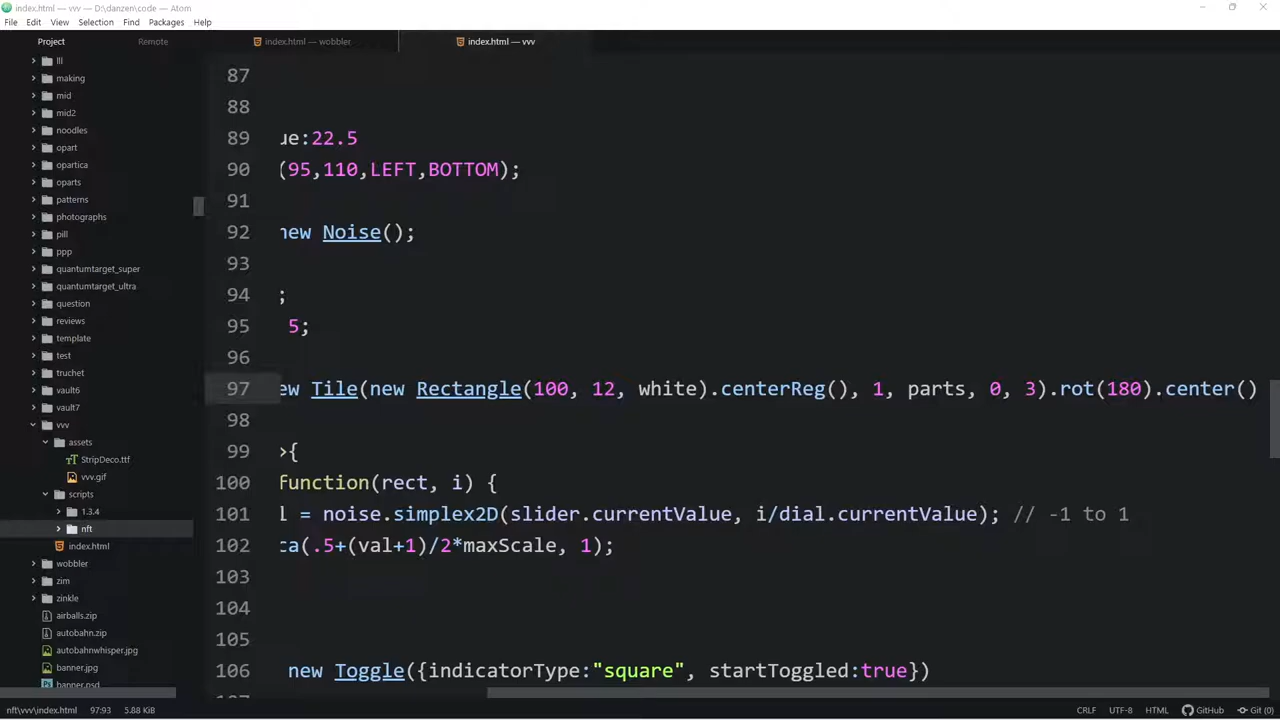 index.html — vvv — D:\danzen\code — Atom
File Edit View Selection Find Packages Help
Project Remote
index.html — wobbler
index.html — vvv
lll
making
mid
mid2
noodles
opart
opartica
oparts
patterns
photographs
pill
ppp
quantumtarget_super
quantumtarget_ultra
question
reviews
template
test
truchet
vault6
vault7
vvv
assets
StripDeco.ttf
vvv.gif
scripts
1.3.4
nft
index.html
wobbler
zim
zinkle
airballs.zip
autobahn.zip
autobahnwhisper.jpg
banner.jpg
banner.psd
87
88
89 ue:22.5
90 (95,110,LEFT,BOTTOM);
91
92 new Noise();
93
94 ;
95 5;
96
97 ew Tile(new Rectangle(100, 12, white).centerReg(), 1, parts, 0, 3).rot(180).center()
98
99 >{
100 function(rect, i) {
101 l = noise.simplex2D(slider.currentValue, i/dial.currentValue); // -1 to 1
102 ca(.5+(val+1)/2*maxScale, 1);
103
104
105
106 new Toggle({indicatorType:"square", startToggled:true})
107
nft\vvv\index.html 97:93 5.88 KiB CRLF UTF-8 HTML GitHub Git (0)